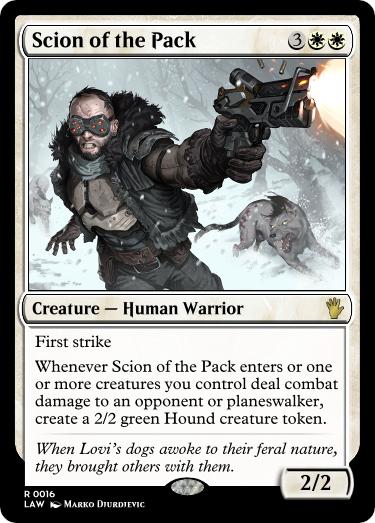 Scion of the Pack 3
Creature — Human Warrior
First strike
Whenever Scion of the Pack enters or one
or more creatures you control deal combat
damage to an opponent or planeswalker,
create a 2/2 green Hound creature token.
When Lovi's dogs awoke to their feral nature,
they brought others with them.
2/2
R 0016
LAW Marko Djurdjevic